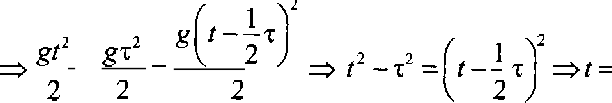 ⇒ gt²/2 - gτ²/2 - g(t - 1/2 τ)²/2 ⇒ t² - τ² = (t - 1/2 τ)² ⇒ t =